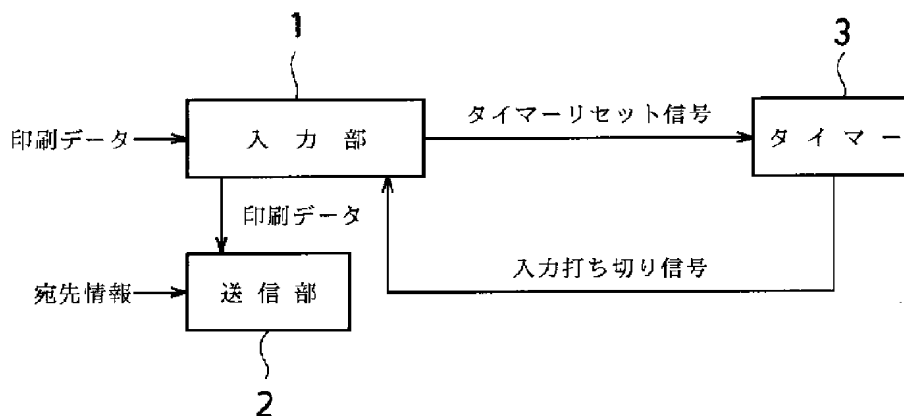 1
3
タイマーリセット信号
印刷データ
入力部
タイマー
印刷データ
入力打ち切り信号
宛先情報
送信部
2